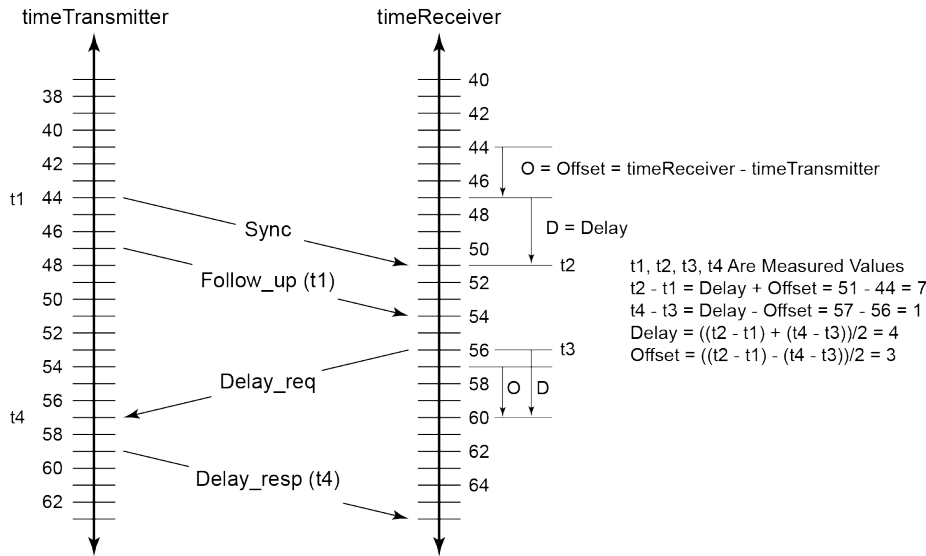 timeTransmitter
timeReceiver
38
40
42
t1 44
46
48
50
52
54
56
t4
58
60
62
40
42
44
46
48
50
52
56
58
60
62
64
O = Offset = timeReceiver - timeTransmitter
D = Delay
t2
t3
O D
Sync
Follow_up (t1)
Delay_req
Delay_resp (t4)
t1, t2, t3, t4 Are Measured Values
t2 - t1 = Delay + Offset = 51 - 44 = 7
t4 - t3 = Delay - Offset = 57 - 56 = 1
Delay = ((t2 - t1) + (t4 - t3))/2 = 4
Offset = ((t2 - t1) - (t4 - t3))/2 = 3